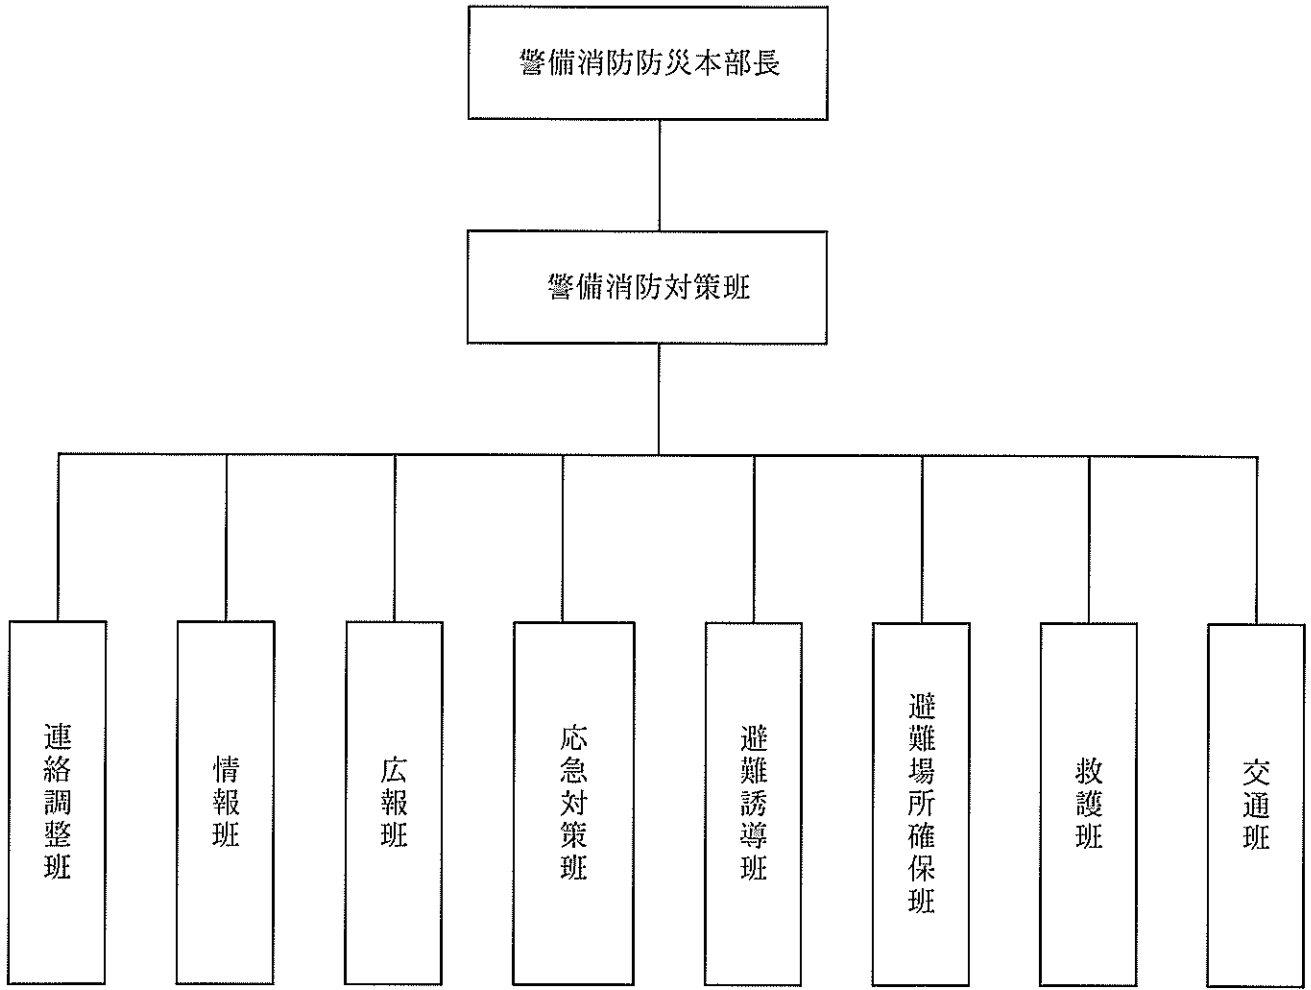 警備消防防災本部長
警備消防対策班
連絡調整班
情報班
広報班
応急対策班
避難誘導班
避難場所確保班
救護班
交通班